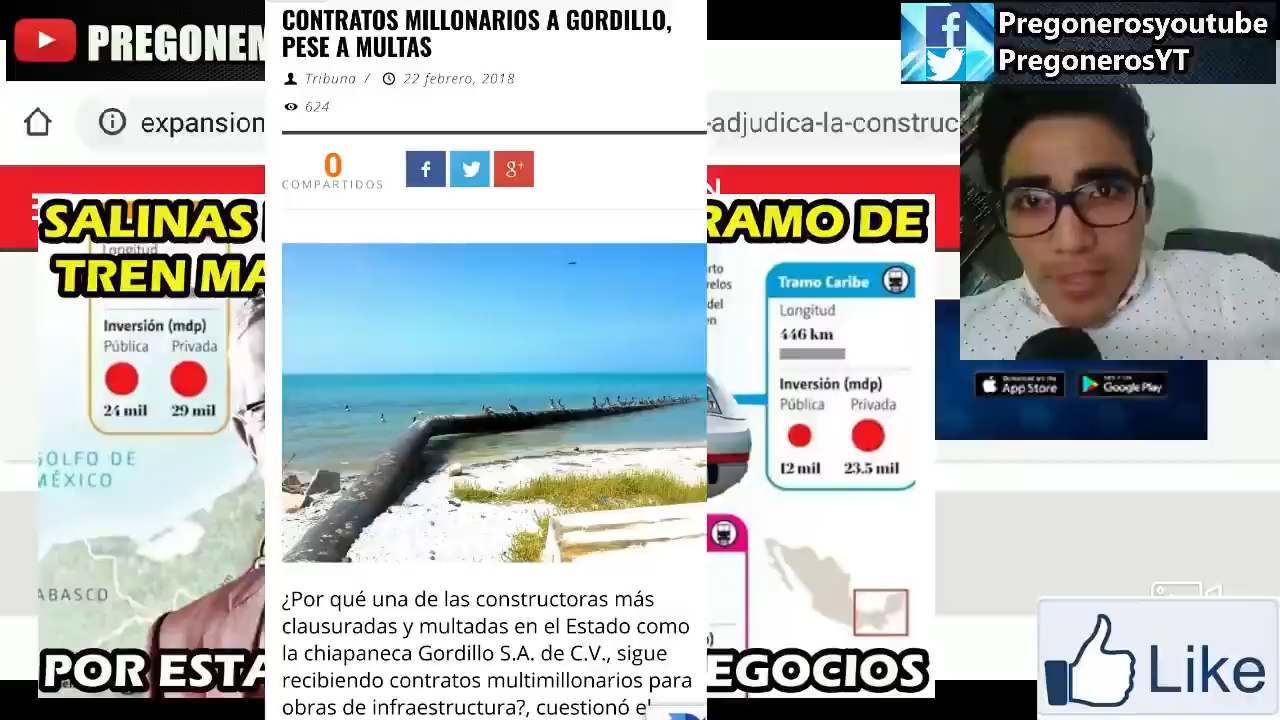 PREGONE
Pregonerosyoutube
PregonerosYT
CONTRATOS MILLONARIOS A GORDILLO,
PESE A MULTAS
Tribuna / 22 febrero, 2018
624
expansion
-adjudica-la-construc
0
COMPARTIDOS
f
g+
SALINAS
RAMO DE
TREN MA
Longitud
Inversión (mdp)
Pública Privada
24 mil 29 mil
GOLFO DE
MÉXICO
ABASCO
Tramo Caribe
Longitud
446 km
Inversión (mdp)
Pública Privada
12 mil 23.5 mil
App Store
Google Play
¿Por qué una de las constructoras más
clausuradas y multadas en el Estado como
la chiapaneca Gordillo S.A. de C.V., sigue
recibiendo contratos multimillonarios para
obras de infraestructura?, cuestionó el
POR ESTA
EGOCIOS
Like